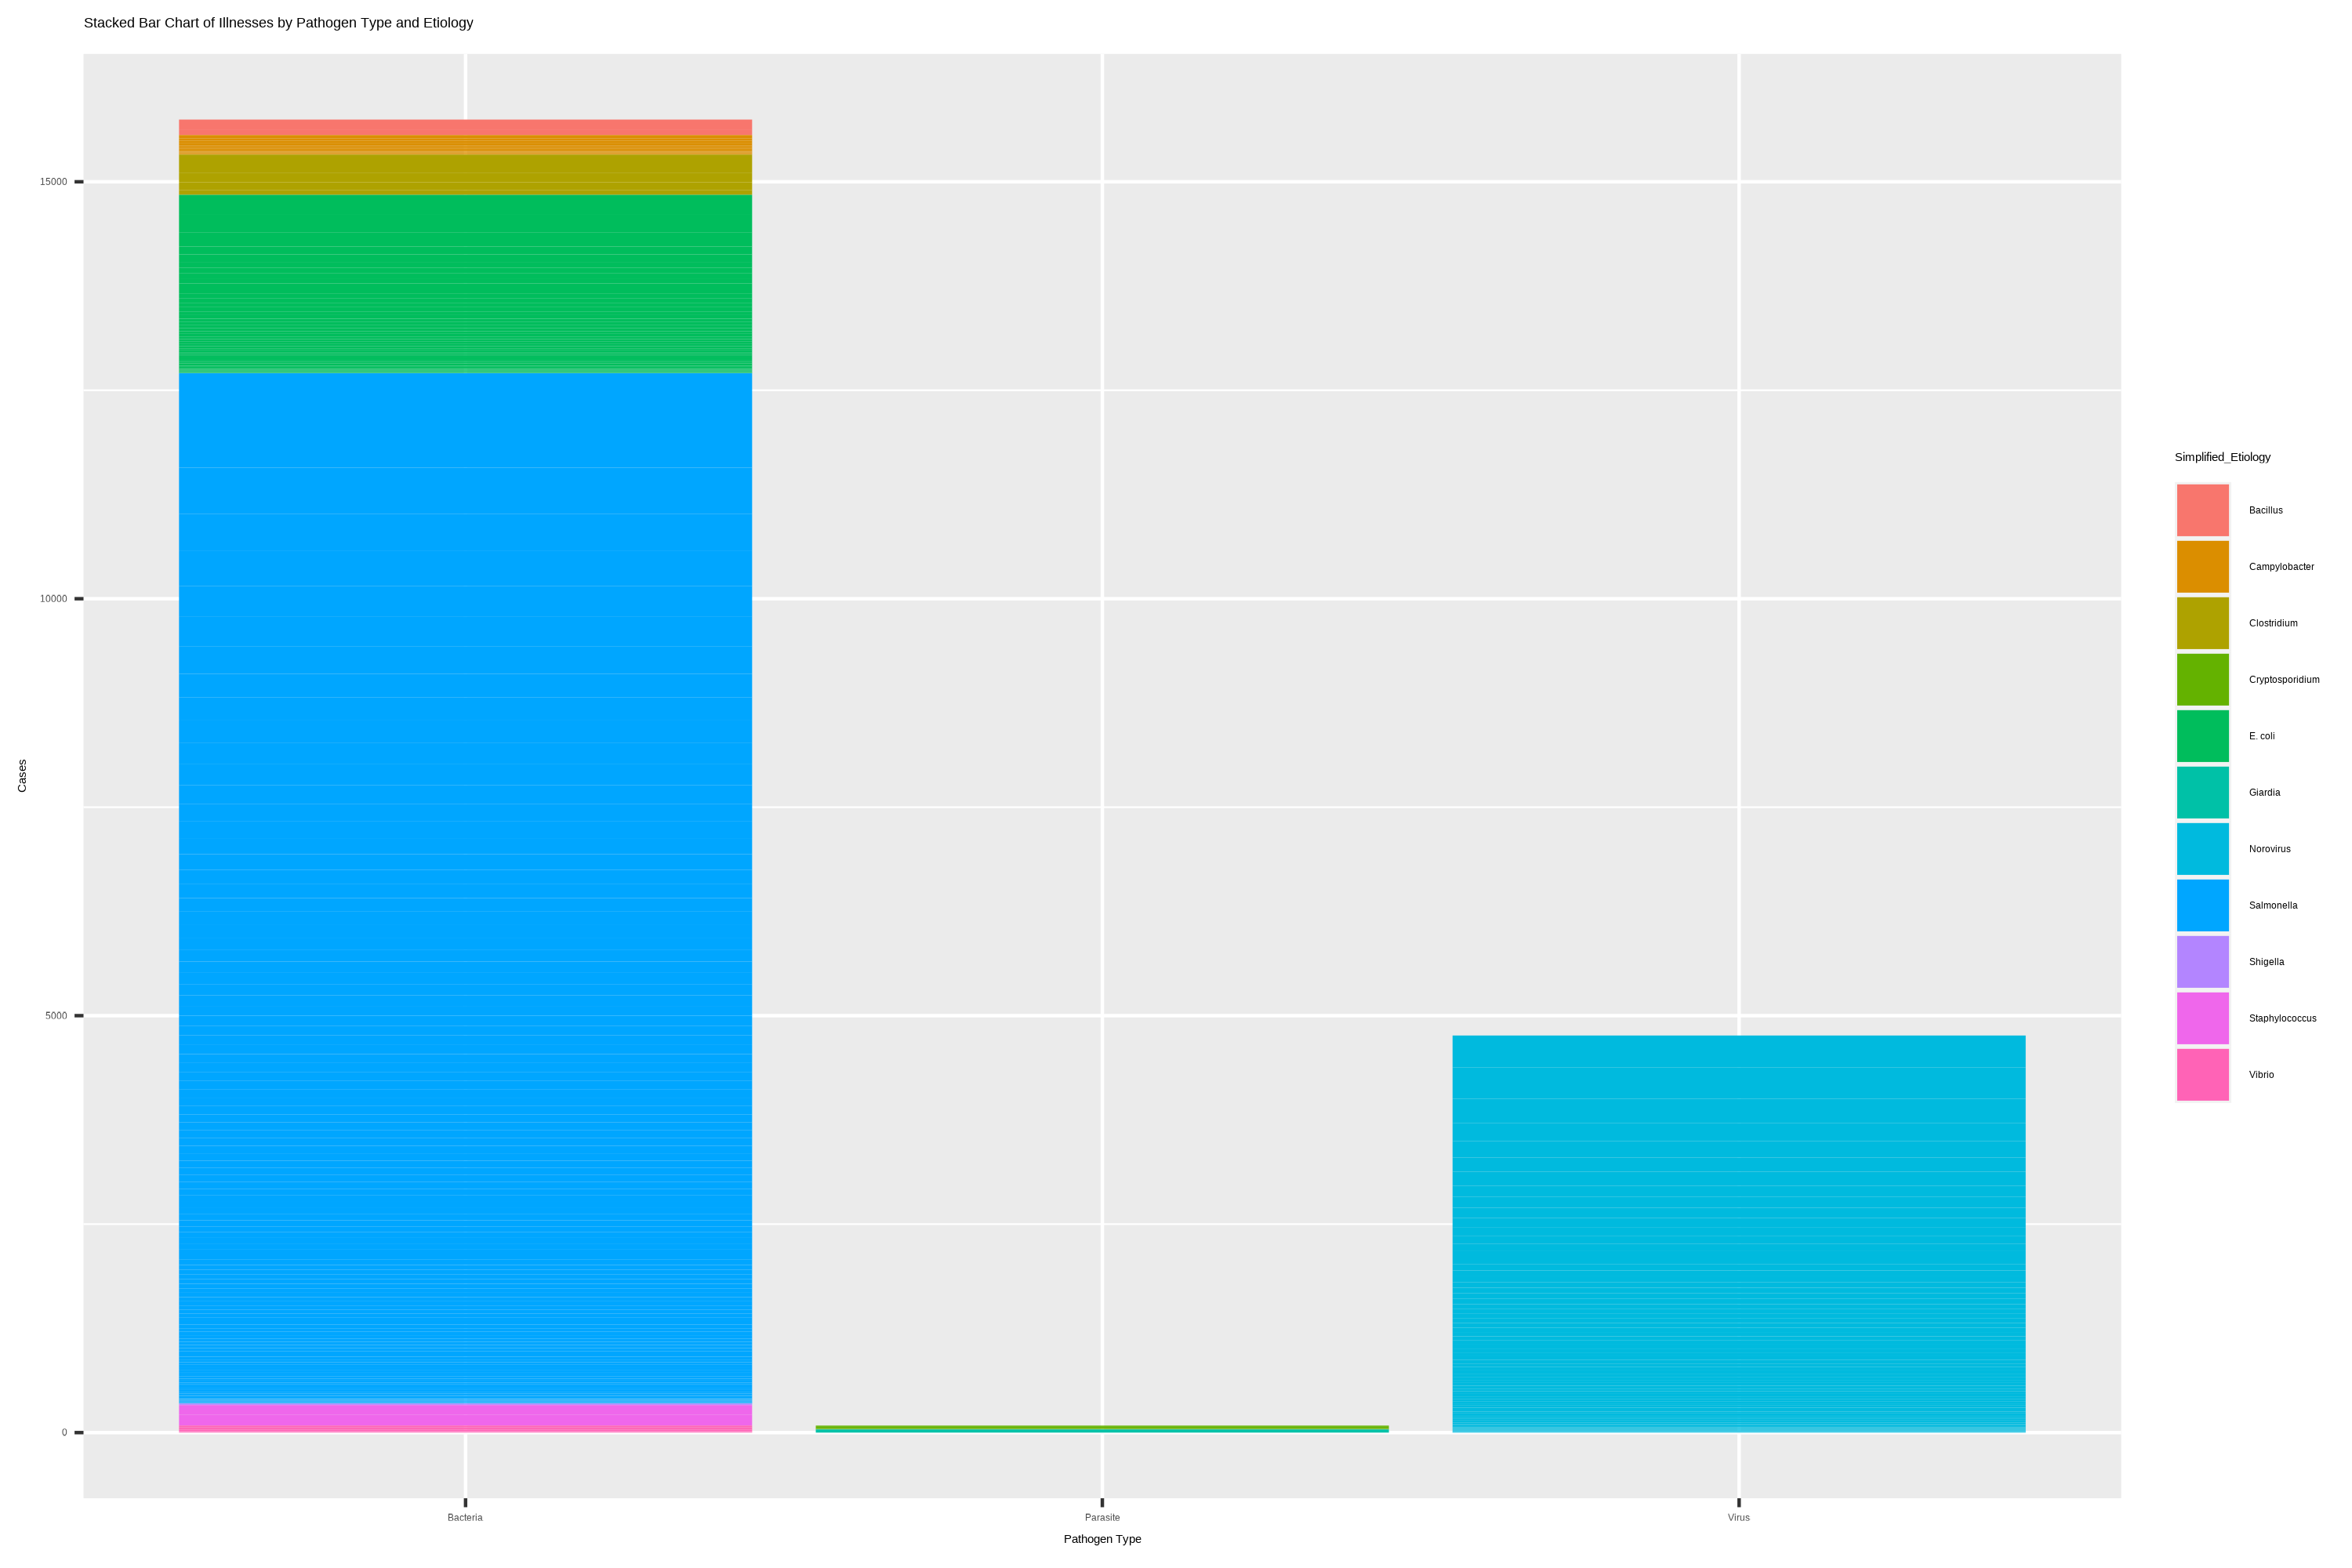 Stacked Bar Chart of Illnesses by Pathogen Type and Etiology
15000
10000
5000
0
Cases
Bacteria
Parasite
Virus
Pathogen Type
Simplified_Etiology
Bacillus
Campylobacter
Clostridium
Cryptosporidium
E. coli
Giardia
Norovirus
Salmonella
Shigella
Staphylococcus
Vibrio